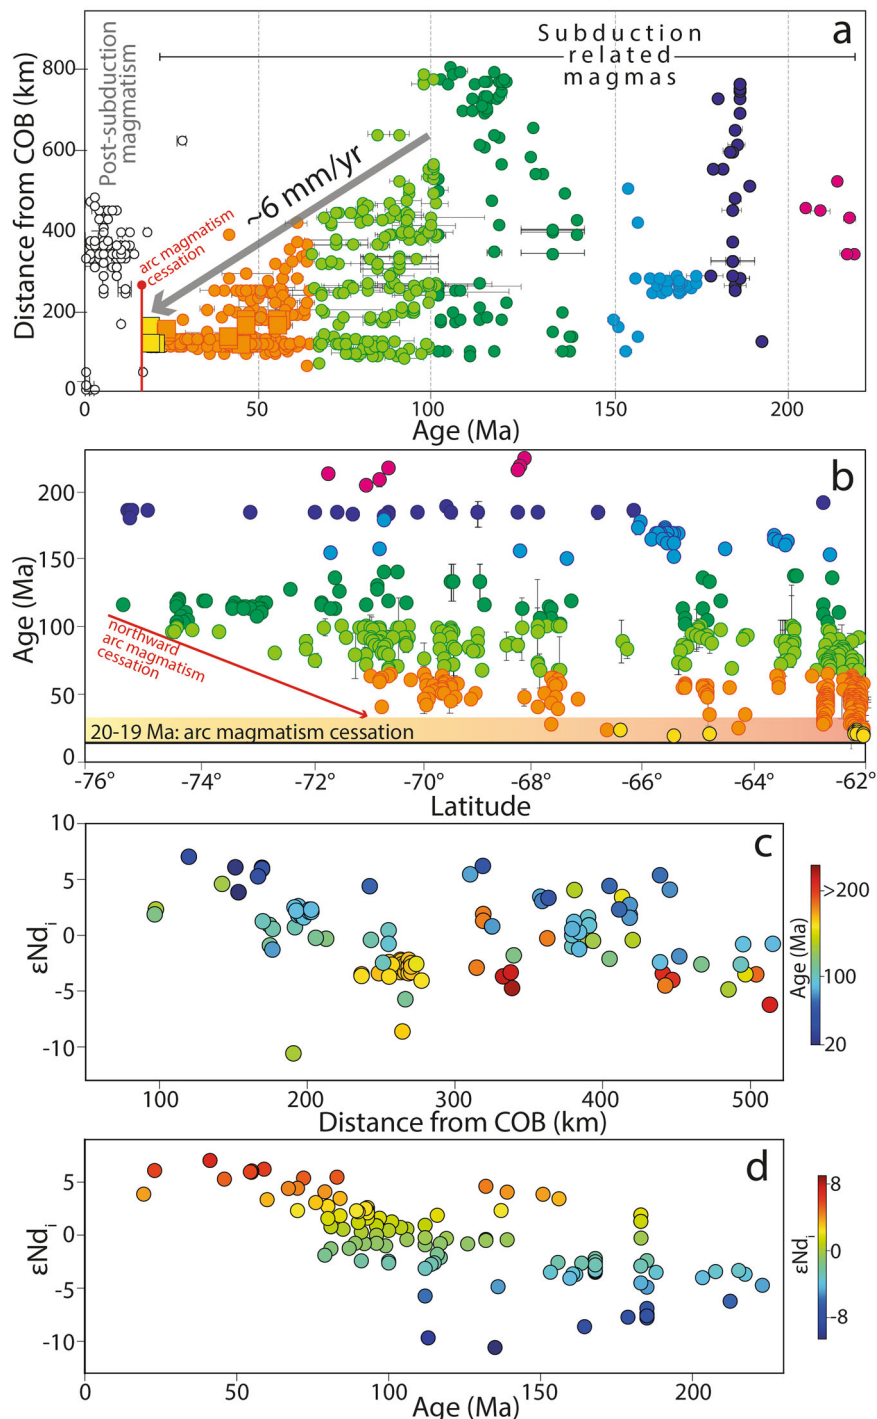 a
Subduction
related
magmas
Post-subduction
magmatism
~6 mm/yr
arc magmatism
cessation
Distance from COB (km)
800
600
400
200
0
0
50
100
150
200
Age (Ma)
b
200
150
100
50
0
Age (Ma)
northward
arc magmatism
cessation
20-19 Ma: arc magmatism cessation
-76°
-74°
-72°
-70°
-68°
-66°
-64°
-62°
Latitude
c
10
5
0
-5
-10
εNdi
100
200
300
400
500
Distance from COB (km)
>200
100
20
Age (Ma)
d
5
0
-5
-10
εNdi
0
50
100
150
200
Age (Ma)
8
0
-8
εNdi